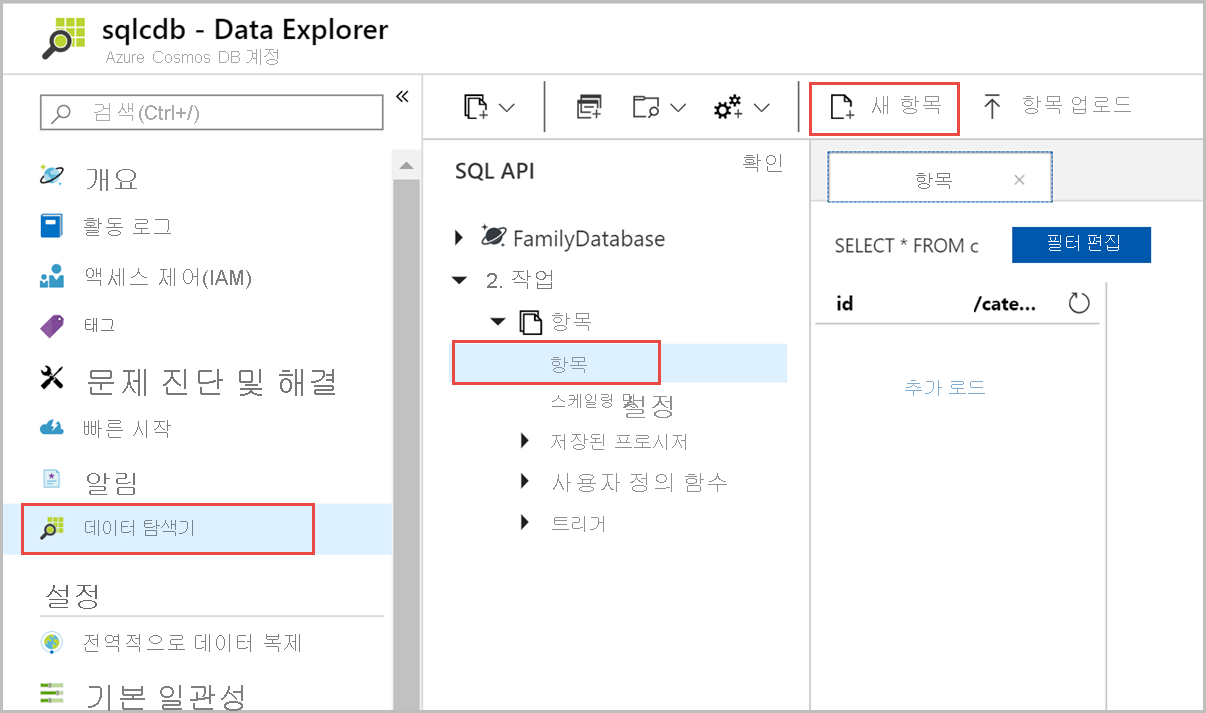 sqlcdb - Data Explorer
Azure Cosmos DB 계정
검색(Ctrl+/)
개요
활동 로그
액세스 제어(IAM)
태그
문제 진단 및 해결
빠른 시작
알림
데이터 탐색기
설정
전역적으로 데이터 복제
기본 일관성
새 항목
항목 업로드
SQL API
확인
FamilyDatabase
2. 작업
항목
항목
스케일링 및 설정
저장된 프로시저
사용자 정의 함수
트리거
항목
SELECT * FROM c
필터 편집
id /cate...
추가 로드